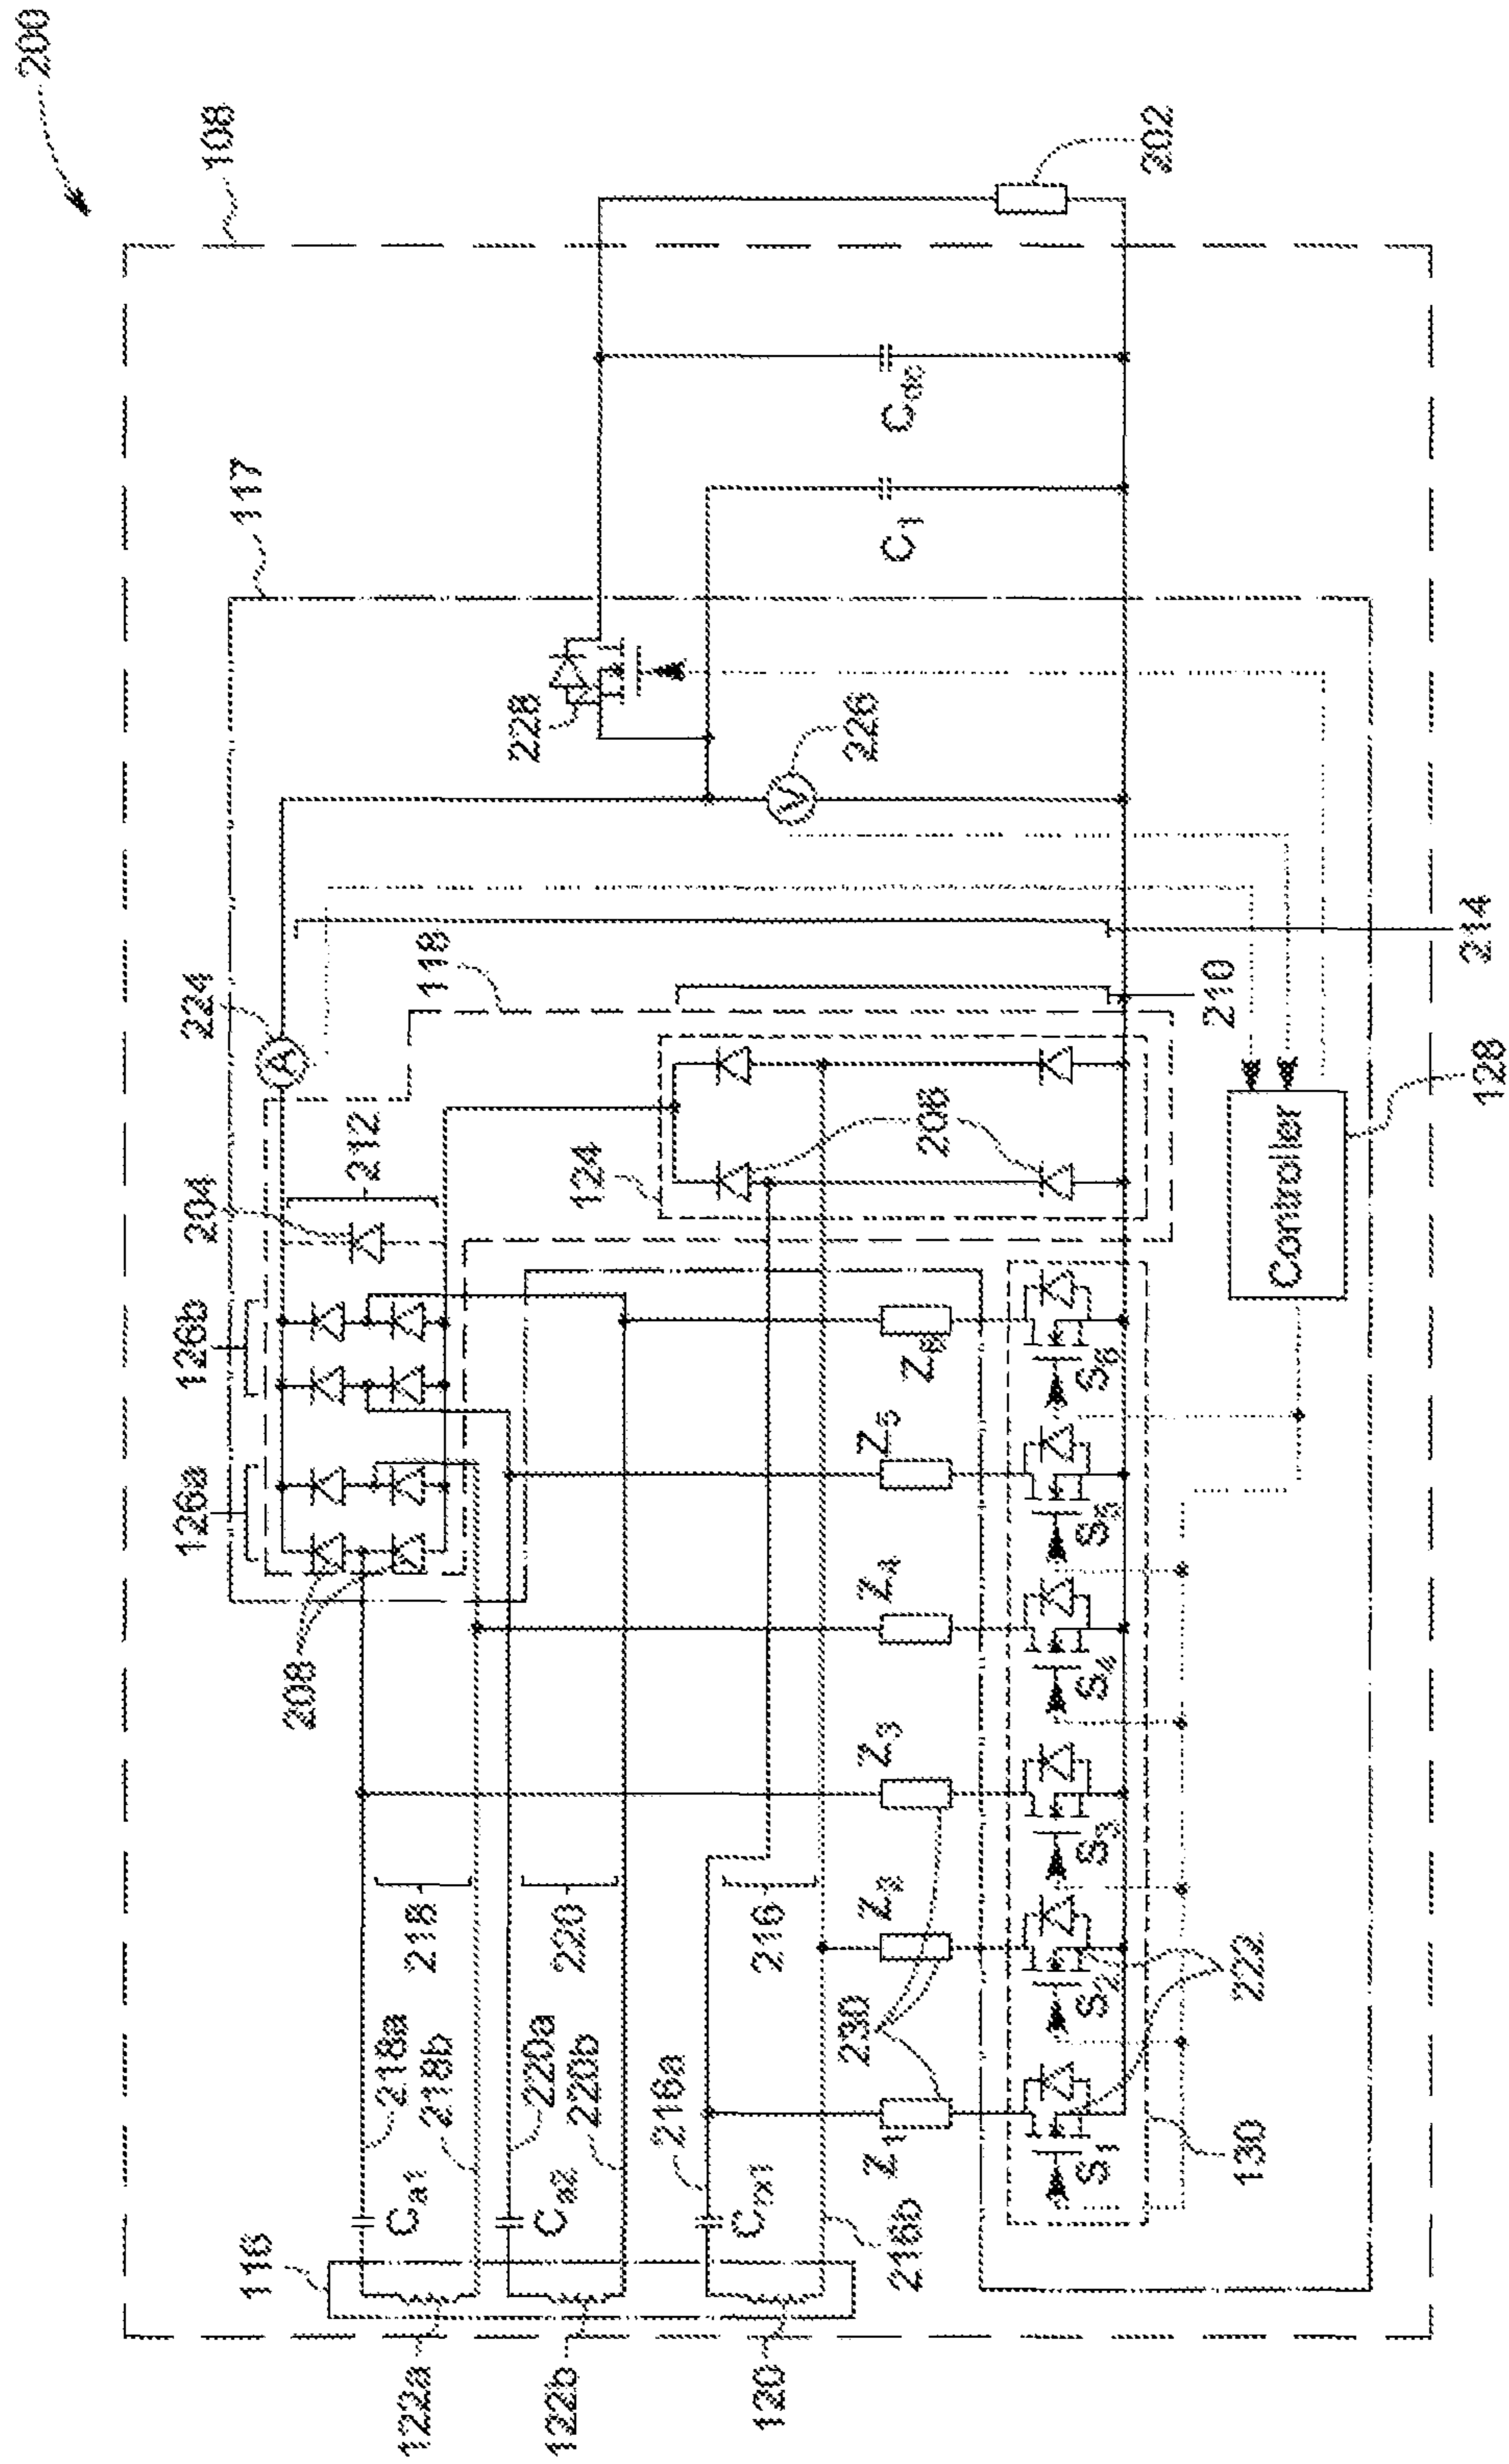 200
108
117
202
C1
Cdc
228
226
224
118
214
210
128
Controller
212
204
124
206
126b
126a
208
Z6
Z5
Z4
Z3
Z2
Z1
S6
S5
S4
S3
S2
S1
218
220
216
230
222
130
218a
218b
220a
220b
216a
216b
Ca1
Ca2
Crx1
116
122a
122b
120